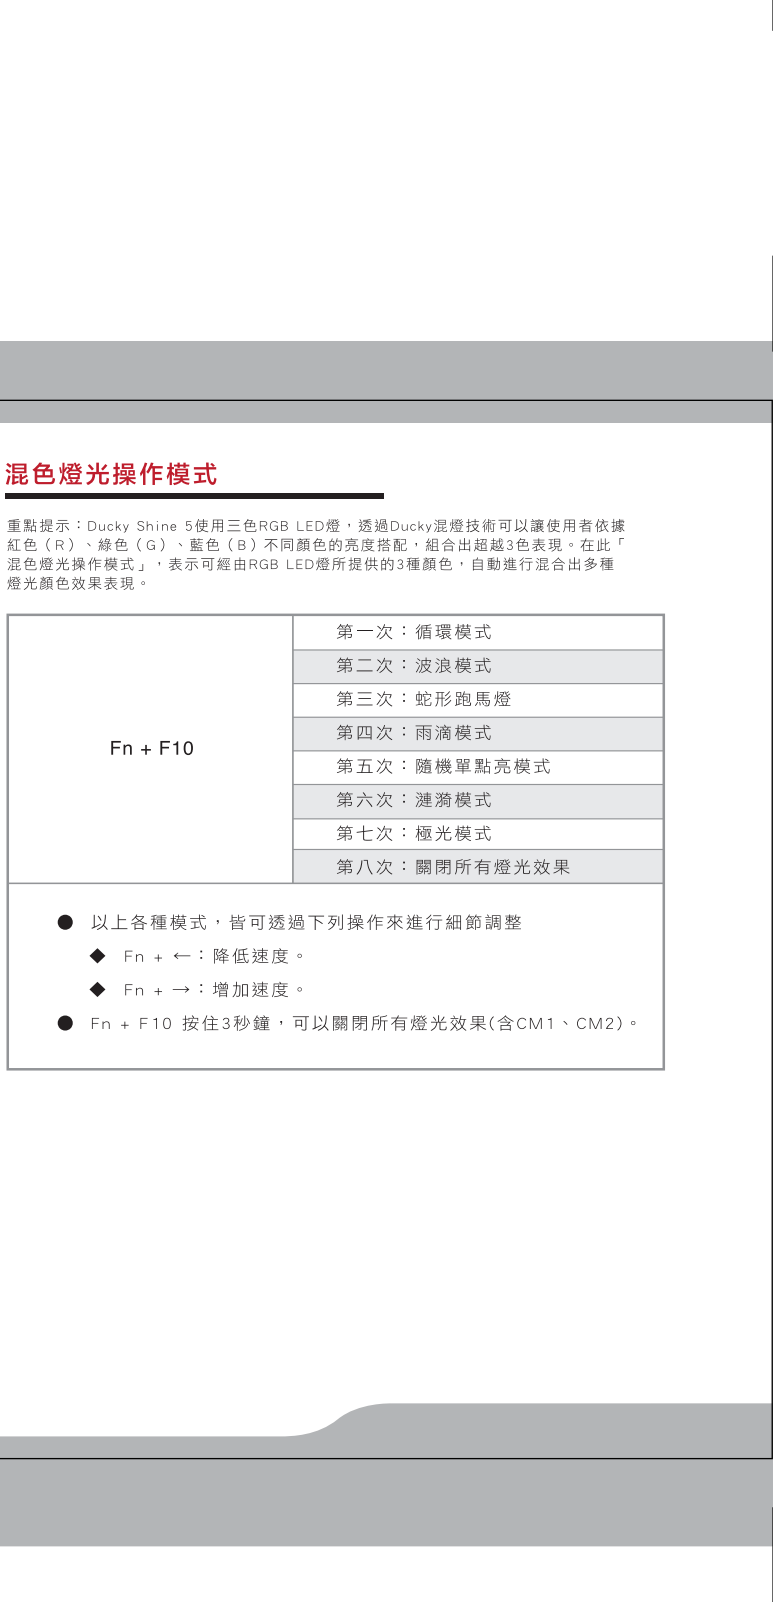 混色燈光操作模式
重點提示：Ducky Shine 5使用三色RGB LED燈，透過Ducky混燈技術可以讓使用者依據
紅色（R）、綠色（G）、藍色（B）不同顏色的亮度搭配，組合出超越3色表現。在此「
混色燈光操作模式」，表示可經由RGB LED燈所提供的3種顏色，自動進行混合出多種
燈光顏色效果表現。
Fn + F10
第一次：循環模式
第二次：波浪模式
第三次：蛇形跑馬燈
第四次：雨滴模式
第五次：隨機單點亮模式
第六次：漣漪模式
第七次：極光模式
第八次：關閉所有燈光效果
● 以上各種模式，皆可透過下列操作來進行細節調整
◆ Fn + ←：降低速度。
◆ Fn + →：增加速度。
● Fn + F10 按住3秒鐘，可以關閉所有燈光效果(含CM1、CM2)。